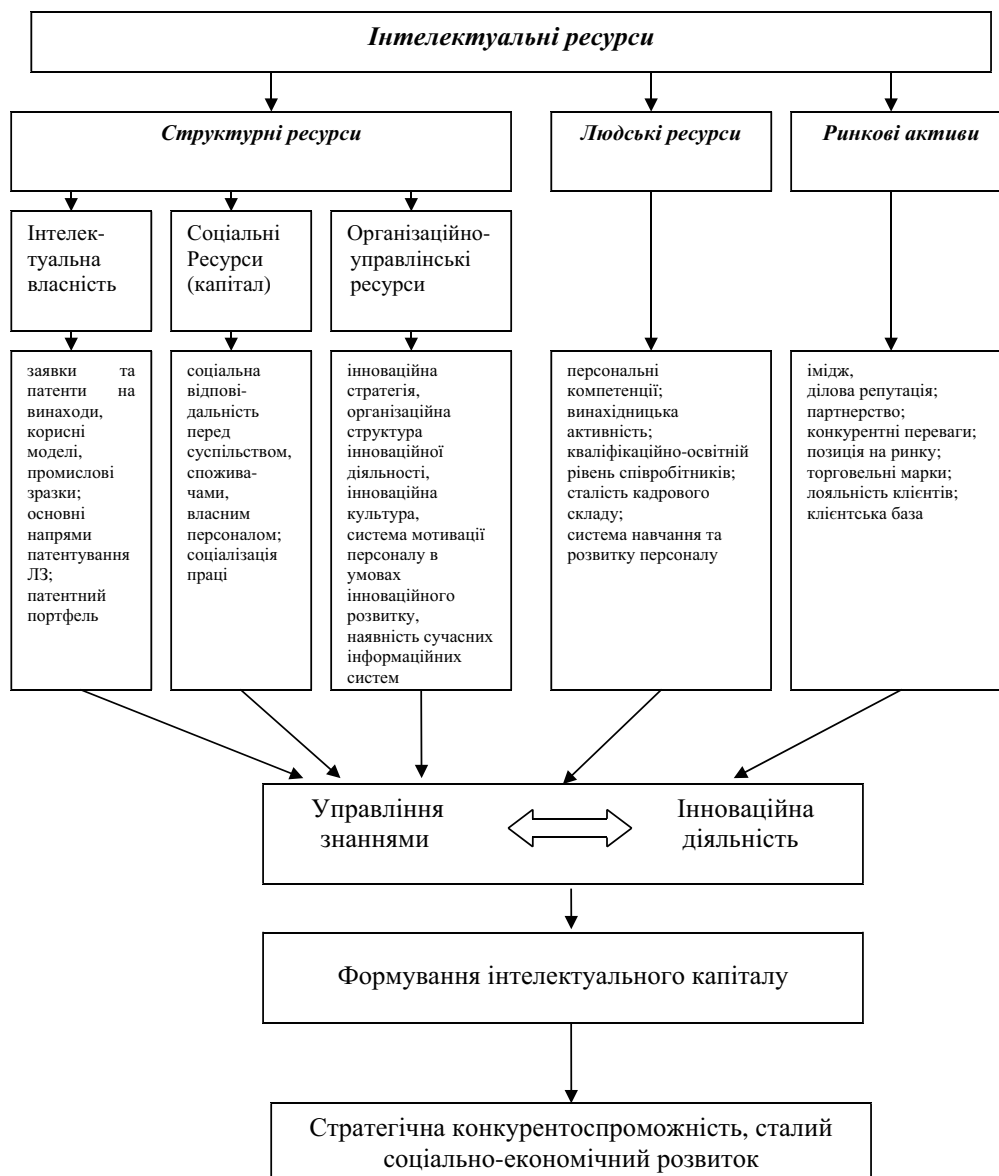 Інтелектуальні ресурси
Структурні ресурси
Людські ресурси
Ринкові активи
Інтелек-
туальна
власність
Соціальні
Ресурси
(капітал)
Організаційно-
управлінські
ресурси
заявки та
патенти на
винаходи,
корисні
моделі,
промислові
зразки;
основні
напрями
патентування
ЛЗ;
патентний
портфель
соціальна
відпові-
дальність
перед
суспільством,
спожива-
чами,
власним
персоналом;
соціалізація
праці
інноваційна
стратегія,
організаційна
структура
інноваційної
діяльності,
інноваційна
культура,
система мотивації
персоналу в
умовах
інноваційного
розвитку,
наявність сучасних
інформаційних
систем
персональні
компетенції;
винахідницька
активність;
кваліфікаційно-освітній
рівень співробітників;
сталість кадрового
складу;
система навчання та
розвитку персоналу
імідж,
ділова репутація;
партнерство;
конкурентні переваги;
позиція на ринку;
торговельні марки;
лояльність клієнтів;
клієнтська база
Управління
знаннями
Інноваційна
діяльність
Формування інтелектуального капіталу
Стратегічна конкурентоспроможність, сталий
соціально-економічний розвиток